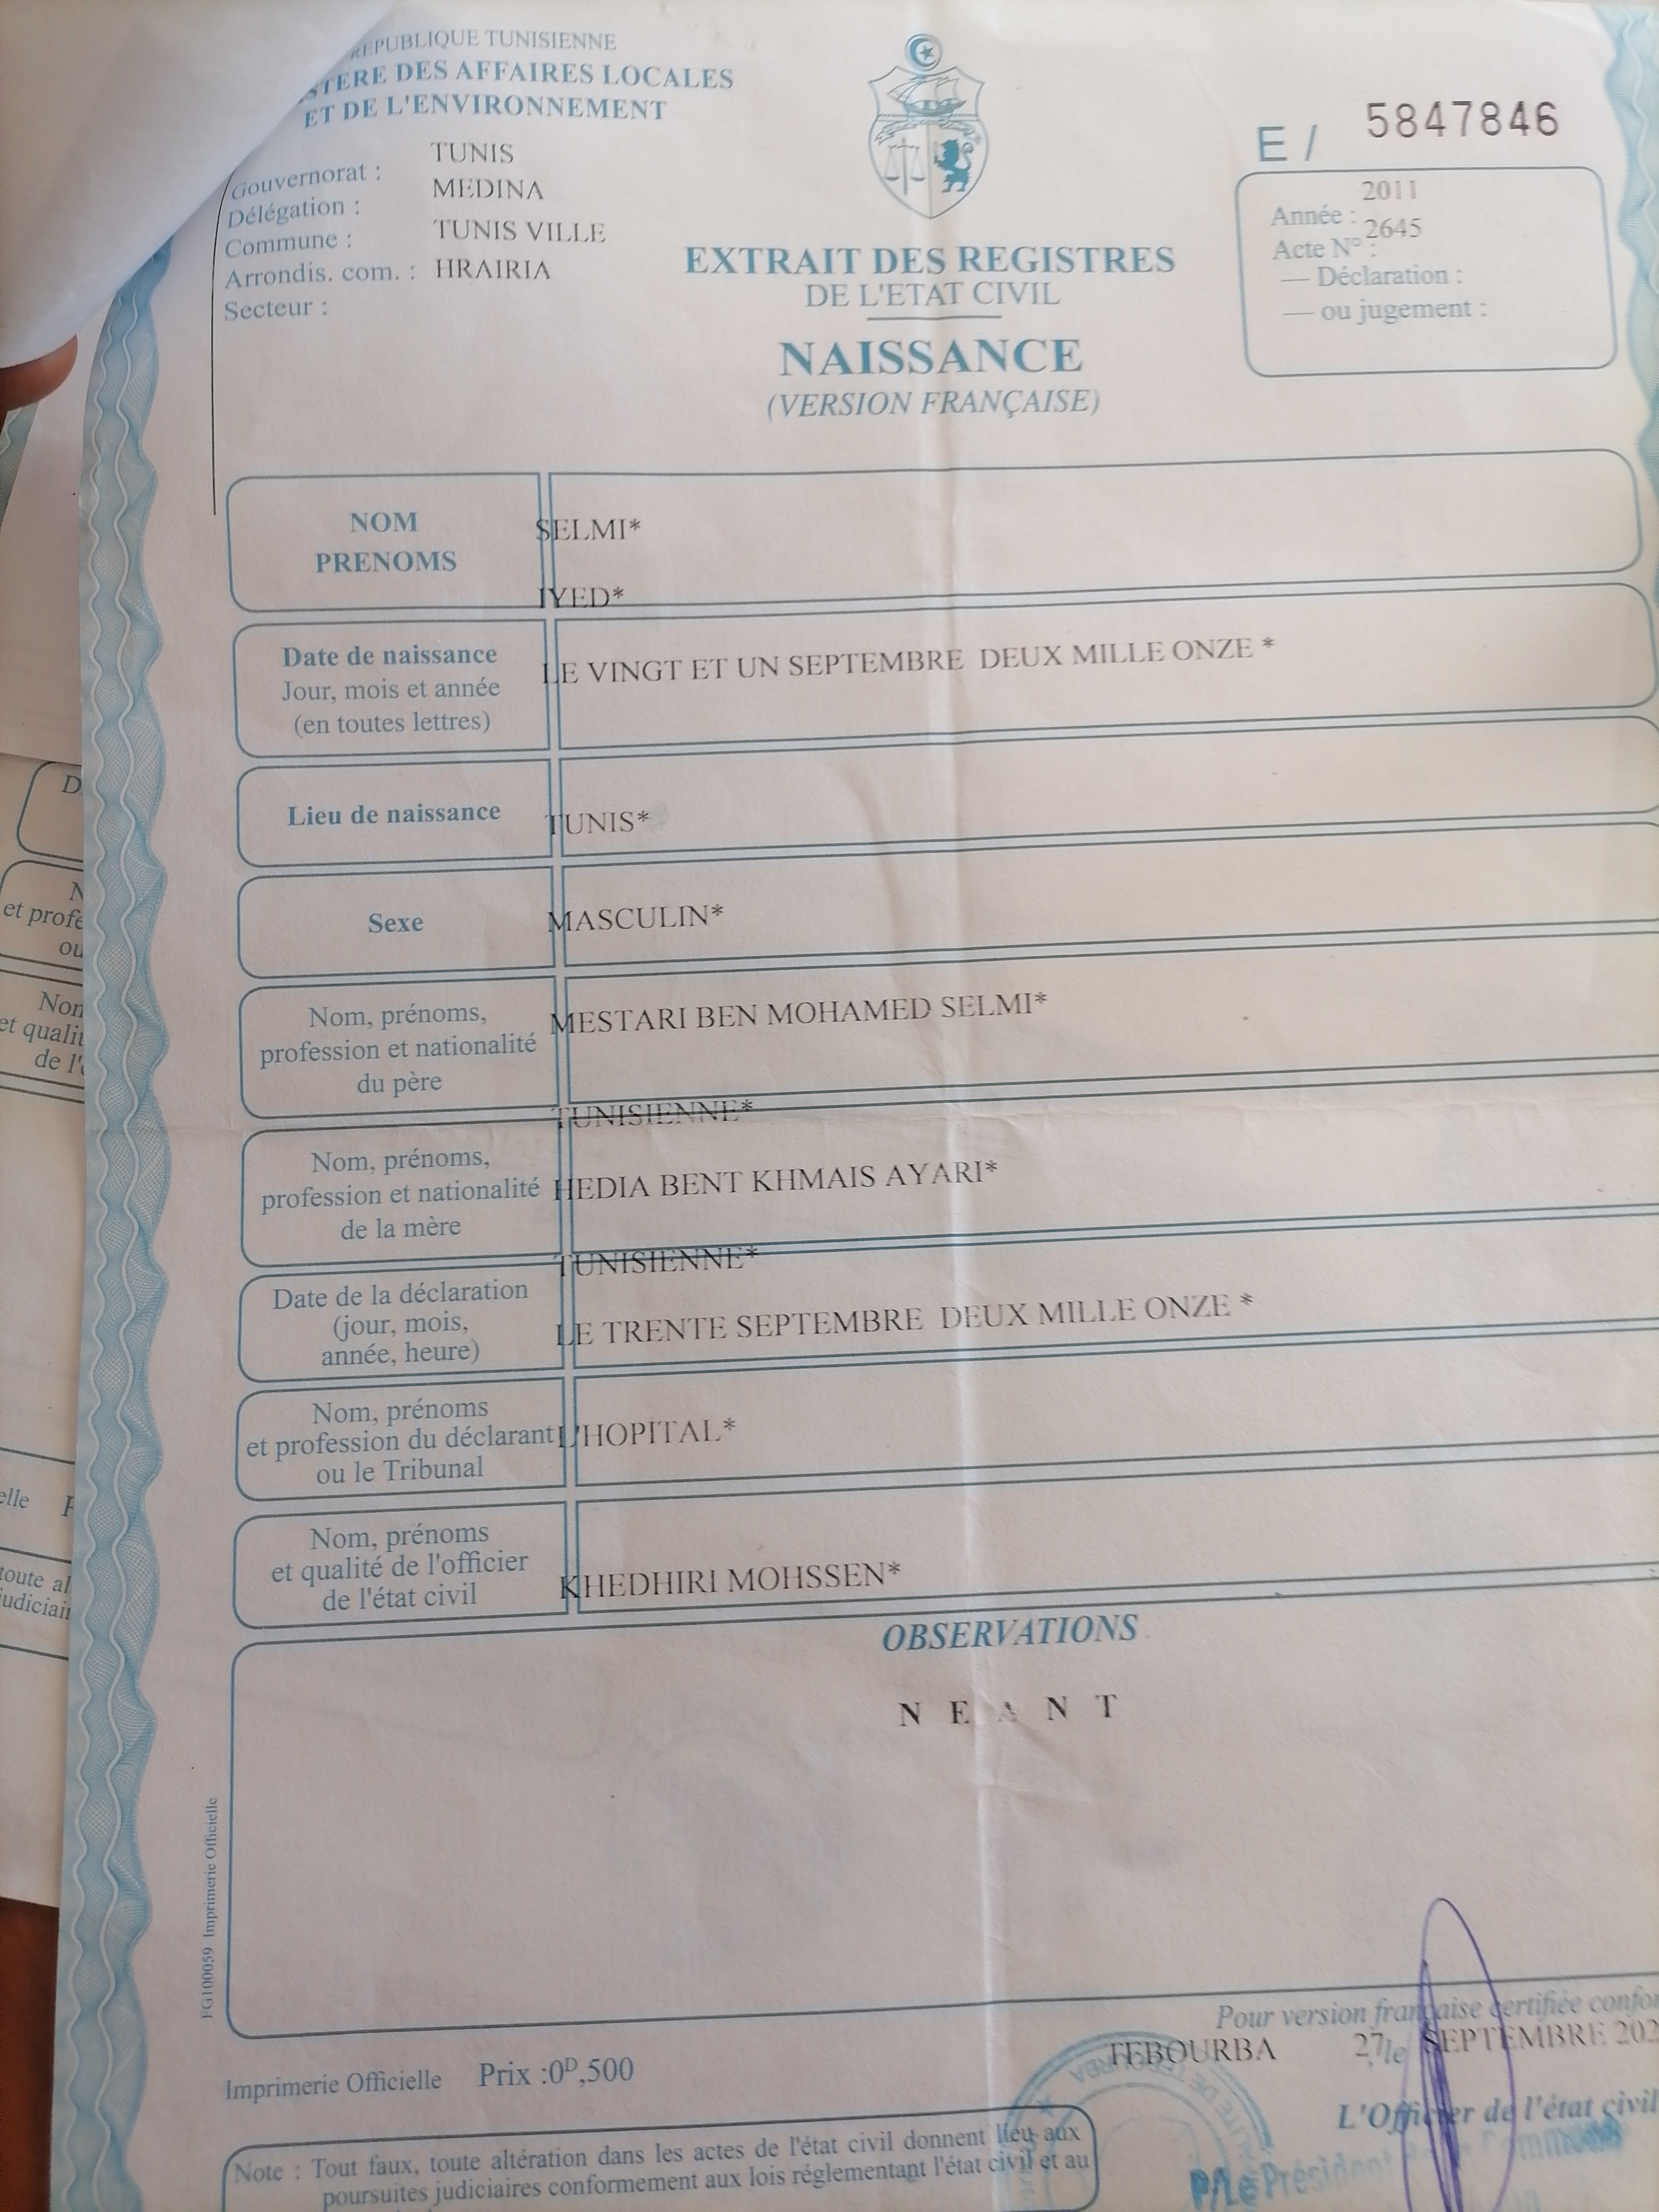 REPUBLIQUE TUNISIENNE
STERE DES AFFAIRES LOCALES
ET DE L'ENVIRONNEMENT
Gouvernorat : TUNIS
Délégation : MEDINA
Commune : TUNIS VILLE
Arrondis. com. : HRAIRIA
Secteur :
E / 5847846
Année : 2011
Acte N° : 2645
— Déclaration :
— ou jugement :
EXTRAIT DES REGISTRES
DE L'ETAT CIVIL
NAISSANCE
(VERSION FRANÇAISE)
NOM
PRENOMS
SELMI*
IYED*
Date de naissance
Jour, mois et année
(en toutes lettres)
LE VINGT ET UN SEPTEMBRE DEUX MILLE ONZE *
Lieu de naissance
TUNIS*
Sexe
MASCULIN*
Nom, prénoms,
profession et nationalité
du père
MESTARI BEN MOHAMED SELMI*
TUNISIENNE*
Nom, prénoms,
profession et nationalité
de la mère
HEDIA BENT KHMAIS AYARI*
TUNISIENNE*
Date de la déclaration
(jour, mois,
année, heure)
LE TRENTE SEPTEMBRE DEUX MILLE ONZE *
Nom, prénoms
et profession du déclarant
ou le Tribunal
L'HOPITAL*
Nom, prénoms
et qualité de l'officier
de l'état civil
KHEDHIRI MOHSSEN*
OBSERVATIONS
N E A N T
FG100059 Imprimerie Officielle
Pour version française certifiée confor
TEBOURBA 27 le SEPTEMBRE 202
L'Officier de l'état civil
P/Le Président
Imprimerie Officielle Prix :0D,500
Note : Tout faux, toute altération dans les actes de l'état civil donnent lieu aux
poursuites judiciaires conformement aux lois réglementant l'état civil et au